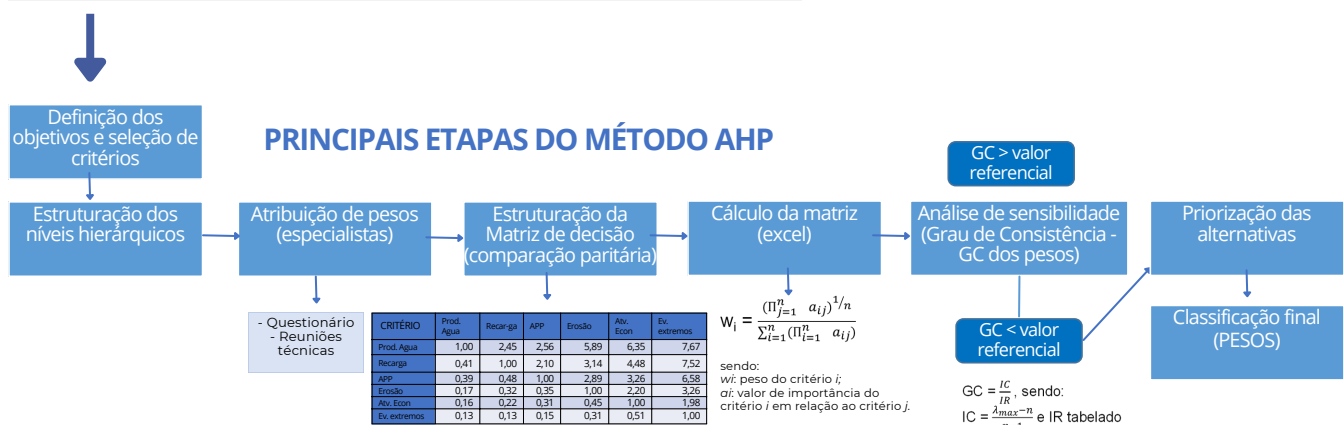 PRINCIPAIS ETAPAS DO MÉTODO AHP
Definição dos
objetivos e seleção de
critérios
Estruturação dos
níveis hierárquicos
Atribuição de pesos
(especialistas)
- Questionário
- Reuniões
técnicas
Estruturação da
Matriz de decisão
(comparação paritária)
CRITÉRIO Prod. Agua Recar-ga APP Erosão Atv. Econ Ev. extremos
Prod. Agua 1,00 2,45 2,56 5,89 6,35 7,67
Recarga 0,41 1,00 2,10 3,14 4,48 7,52
APP 0,39 0,48 1,00 2,89 3,26 6,58
Erosão 0,17 0,32 0,35 1,00 2,20 3,26
Atv. Econ 0,16 0,22 0,31 0,45 1,00 1,98
Ev. extremos 0,13 0,13 0,15 0,31 0,51 1,00
Cálculo da matriz
(excel)
wᵢ = (Π_{j=1}^{n} a_{ij})^{1/n} / Σ_{i=1}^{n}(Π_{i=1}^{n} a_{ij})
sendo:
wi: peso do critério i;
ai: valor de importância do
critério i em relação ao critério j.
GC > valor
referencial
Análise de sensibilidade
(Grau de Consistência -
GC dos pesos)
GC < valor
referencial
GC = IC/IR, sendo:
IC = λmax−n / e IR tabelado
Priorização das
alternativas
Classificação final
(PESOS)